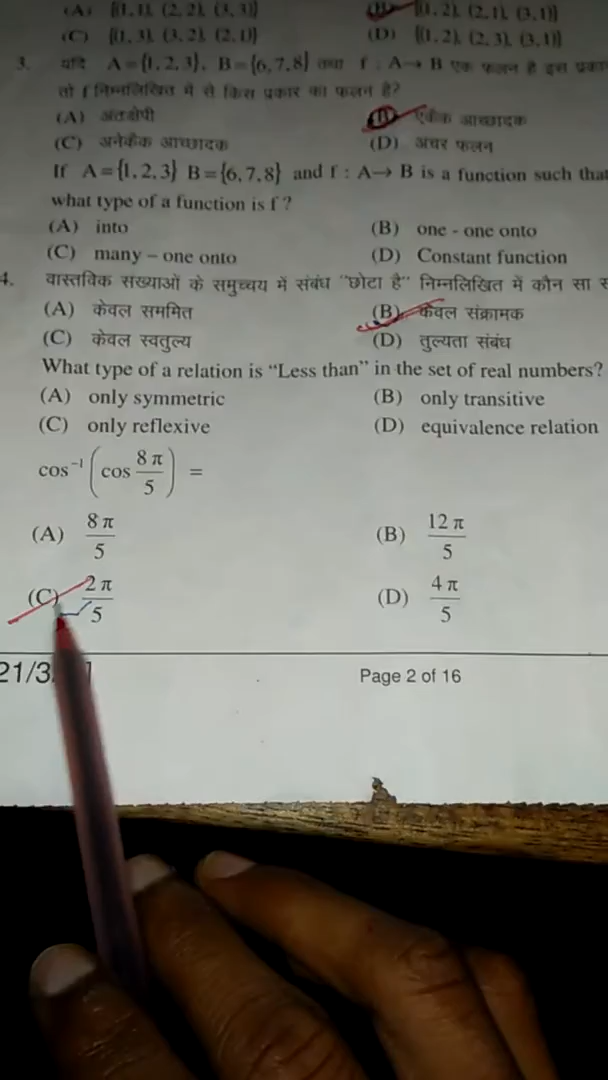 (A) {(1, 1), (2, 2), (3, 3)} (B) {(1, 2), (2, 1), (3, 1)}
(C) {(1, 3), (3, 2), (2, 1)} (D) {(1, 2), (2, 3), (3, 1)}
3. यदि A={1, 2, 3}, B={6, 7, 8} तथा f : A→ B एक फलन है इस
तो f निम्नलिखित में से किस प्रकार का फलन है?
(A) अंतःक्षेपी (B) एकैक आच्छादक
(C) अनेकैक आच्छादक (D) अचर फलन
If A={1, 2, 3} B={6, 7, 8} and f : A→ B is a function such
what type of a function is f ?
(A) into (B) one - one onto
(C) many – one onto (D) Constant function
4. वास्तविक संख्याओं के समुच्चय में संबंध "छोटा है" निम्नलिखित में कौन सा
(A) केवल सममित (B) केवल संक्रामक
(C) केवल स्वतुल्य (D) तुल्यता संबंध
What type of a relation is “Less than” in the set of real numbers?
(A) only symmetric (B) only transitive
(C) only reflexive (D) equivalence relation
cos⁻¹(cos 8π/5) =
(A) 8π/5 (B) 12π/5
(C) 2π/5 (D) 4π/5
Page 2 of 16